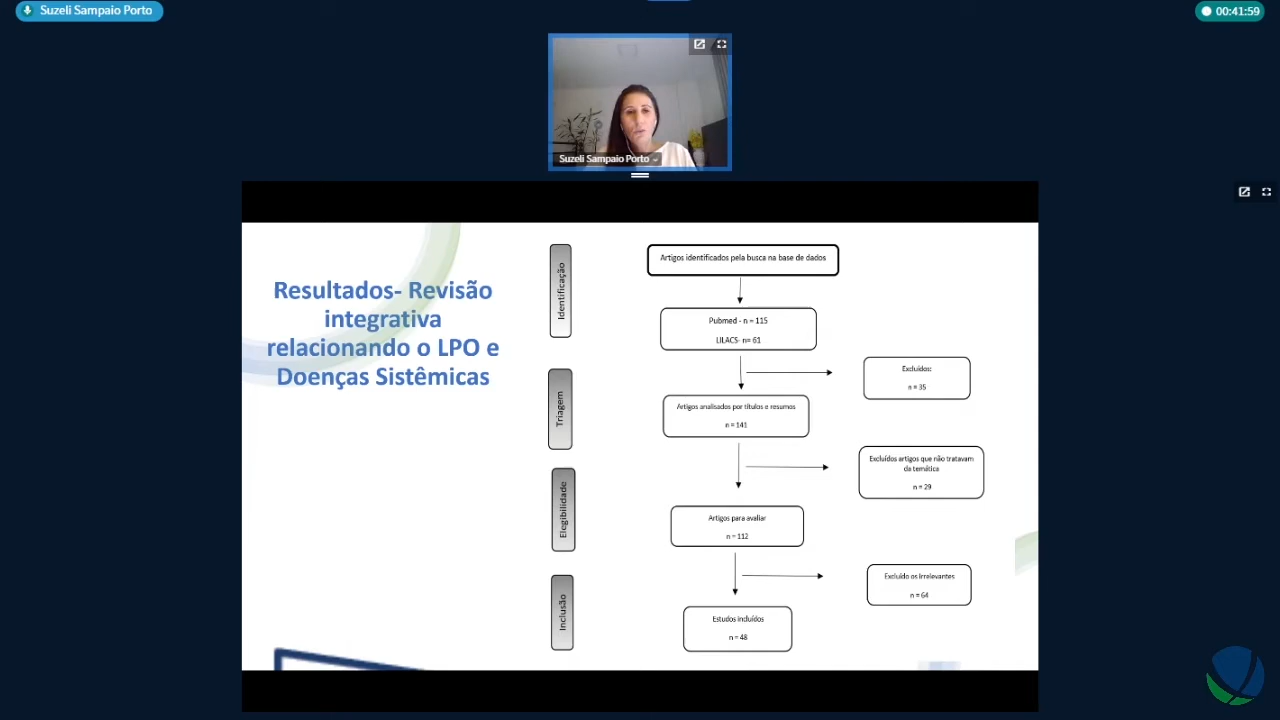 Suzeli Sampaio Porto
00:41:59
Suzeli Sampaio Porto
Resultados- Revisão
integrativa
relacionando o LPO e
Doenças Sistêmicas
Identificação
Artigos identificados pela busca na base de dados
Pubmed - n = 115
LILACS- n= 61
Excluídos:
n = 35
Triagem
Artigos analisados por títulos e resumos
n = 141
Excluídos artigos que não tratavam
da temática
n = 29
Elegibilidade
Artigos para avaliar
n = 112
Excluído os irrelevantes
n = 64
Inclusão
Estudos incluídos
n = 48